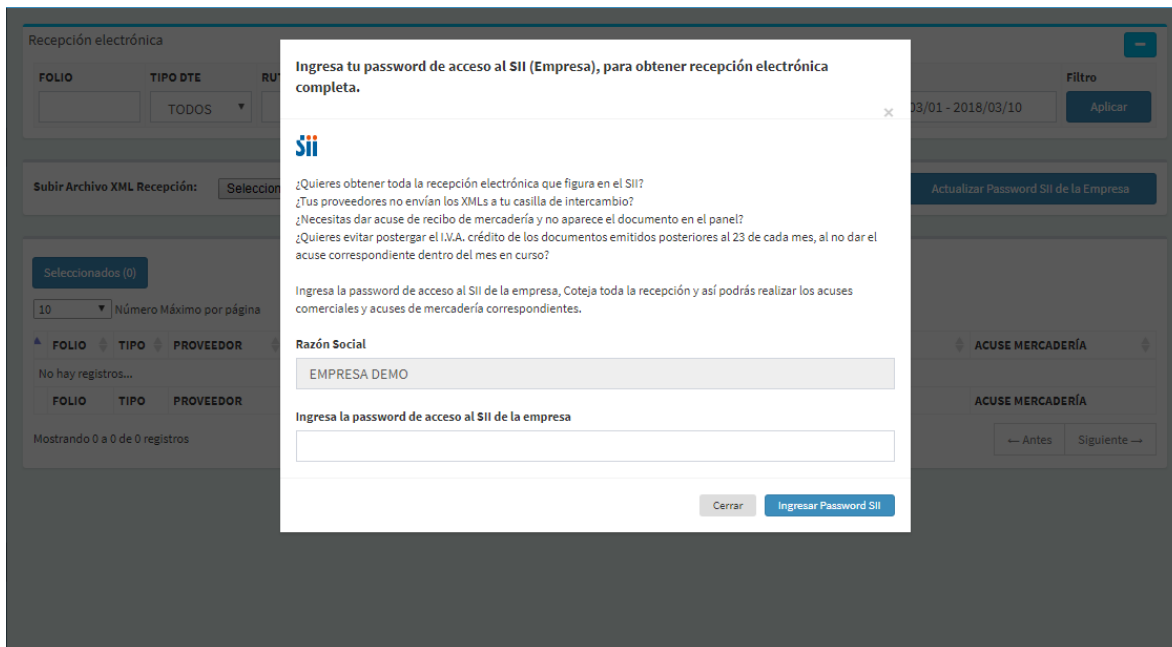 Recepción electrónica
FOLIO
TIPO DTE
Filtro
TODOS
03/01 - 2018/03/10
Aplicar
Subir Archivo XML Recepción:
Actualizar Password SII de la Empresa
Seleccionados (0)
10
Número Máximo por página
FOLIO TIPO PROVEEDOR ACUSE MERCADERÍA
No hay registros...
FOLIO TIPO PROVEEDOR ACUSE MERCADERÍA
Mostrando 0 a 0 de 0 registros
← Antes
Siguiente →
Ingresa tu password de acceso al SII (Empresa), para obtener recepción electrónica
completa.
×
Sii
¿Quieres obtener toda la recepción electrónica que figura en el SII?
¿Tus proveedores no envían los XMLs a tu casilla de intercambio?
¿Necesitas dar acuse de recibo de mercadería y no aparece el documento en el panel?
¿Quieres evitar postergar el I.V.A. crédito de los documentos emitidos posteriores al 23 de cada mes, al no dar el
acuse correspondiente dentro del mes en curso?
Ingresa la password de acceso al SII de la empresa, Coteja toda la recepción y así podrás realizar los acuses
comerciales y acuses de mercadería correspondientes.
Razón Social
EMPRESA DEMO
Ingresa la password de acceso al SII de la empresa
Cerrar
Ingresar Password SII